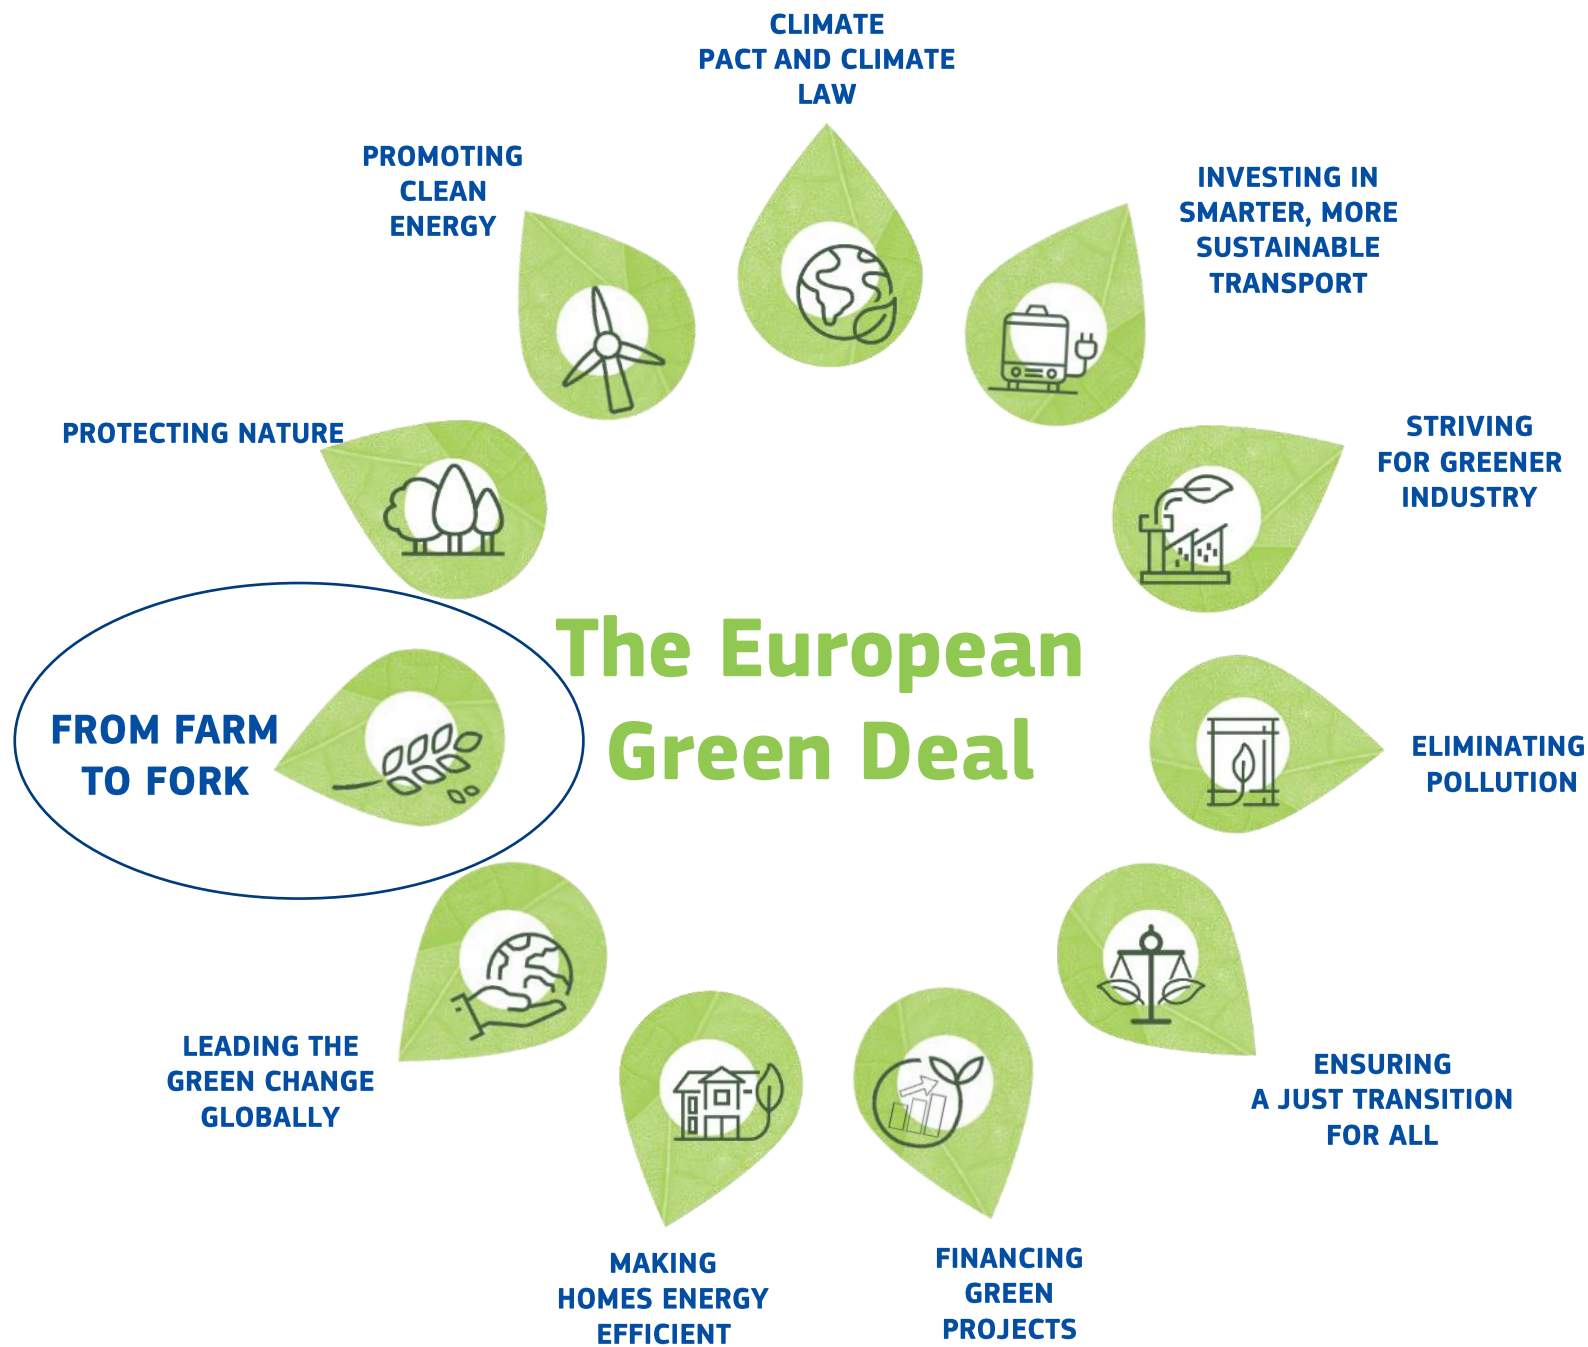 CLIMATE
PACT AND CLIMATE
LAW
PROMOTING
CLEAN
ENERGY
INVESTING IN
SMARTER, MORE
SUSTAINABLE
TRANSPORT
PROTECTING NATURE
STRIVING
FOR GREENER
INDUSTRY
The European
Green Deal
FROM FARM
TO FORK
ELIMINATING
POLLUTION
LEADING THE
GREEN CHANGE
GLOBALLY
ENSURING
A JUST TRANSITION
FOR ALL
MAKING
HOMES ENERGY
EFFICIENT
FINANCING
GREEN
PROJECTS